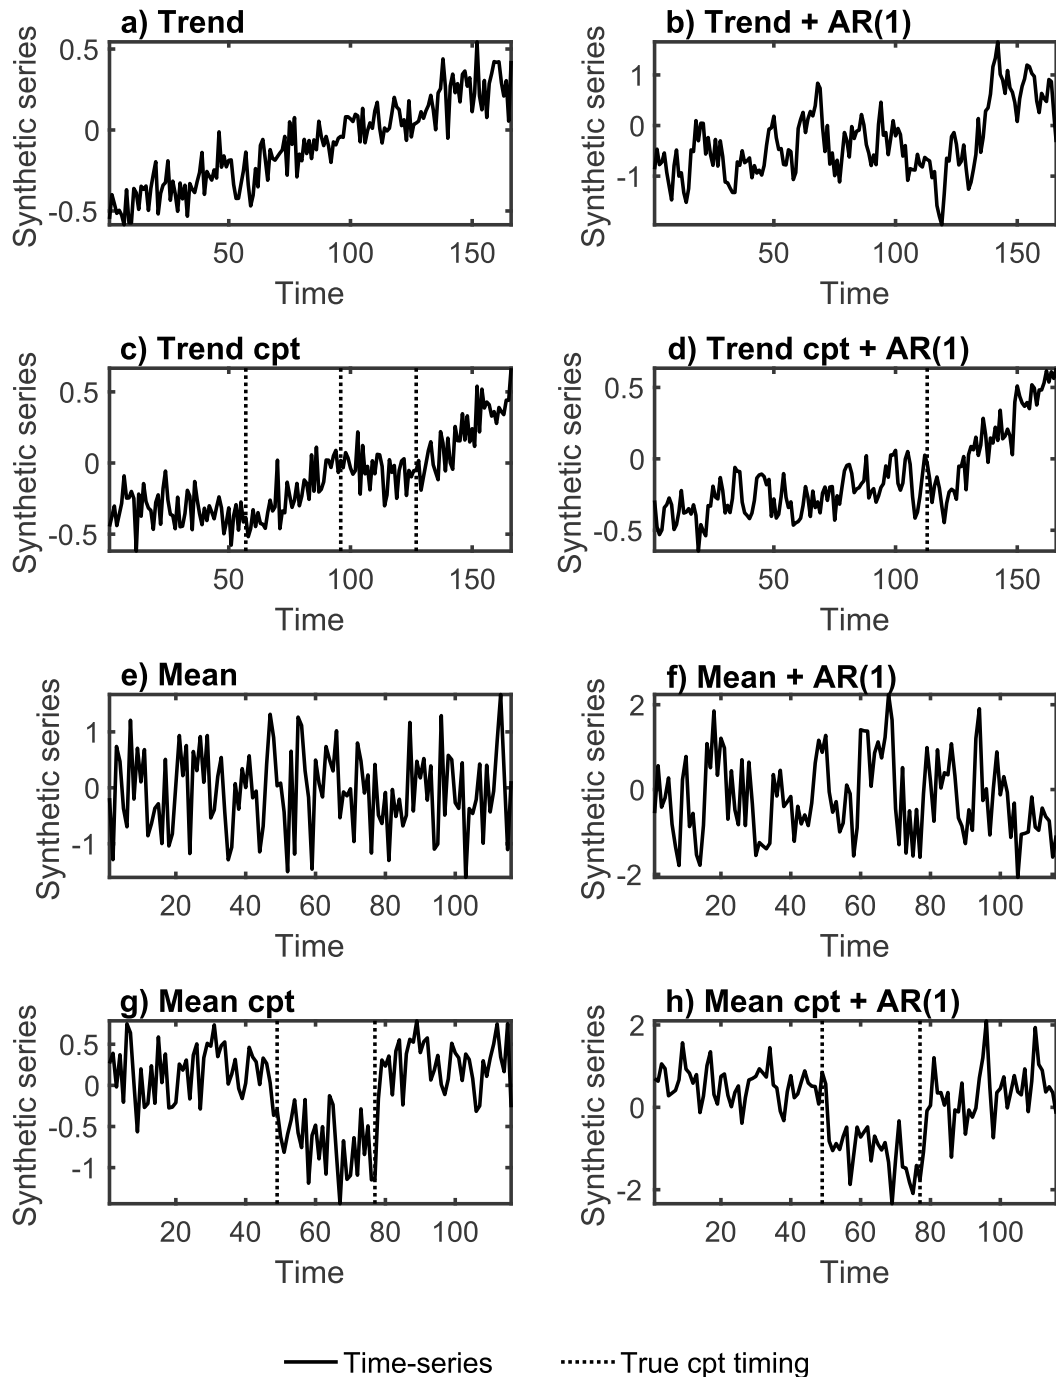 a) Trend
Synthetic series
0.5
0
-0.5
50
100
150
Time
b) Trend + AR(1)
Synthetic series
1
0
-1
50
100
150
Time
c) Trend cpt
Synthetic series
0.5
0
-0.5
50
100
150
Time
d) Trend cpt + AR(1)
Synthetic series
0.5
0
-0.5
50
100
150
Time
e) Mean
Synthetic series
1
0
-1
20
40
60
80
100
Time
f) Mean + AR(1)
Synthetic series
2
0
-2
20
40
60
80
100
Time
g) Mean cpt
Synthetic series
0.5
0
-0.5
-1
20
40
60
80
100
Time
h) Mean cpt + AR(1)
Synthetic series
2
0
-2
20
40
60
80
100
Time
Time-series
True cpt timing